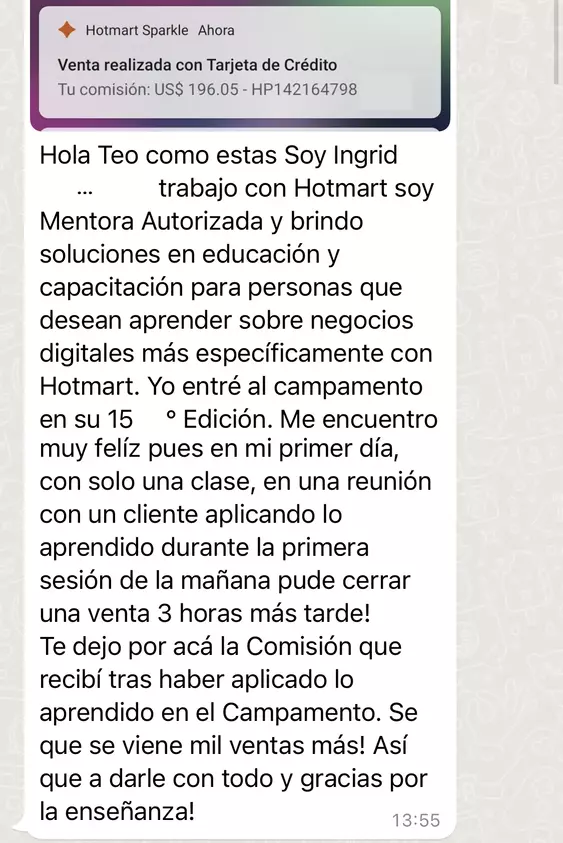 Hotmart Sparkle Ahora
Venta realizada con Tarjeta de Crédito
Tu comisión: US$ 196.05 - HP142164798
Hola Teo como estas Soy Ingrid
... trabajo con Hotmart soy
Mentora Autorizada y brindo
soluciones en educación y
capacitación para personas que
desean aprender sobre negocios
digitales más específicamente con
Hotmart. Yo entré al campamento
en su 15 ° Edición. Me encuentro
muy felíz pues en mi primer día,
con solo una clase, en una reunión
con un cliente aplicando lo
aprendido durante la primera
sesión de la mañana pude cerrar
una venta 3 horas más tarde!
Te dejo por acá la Comisión que
recibí tras haber aplicado lo
aprendido en el Campamento. Se
que se viene mil ventas más! Así
que a darle con todo y gracias por
la enseñanza!
13:55